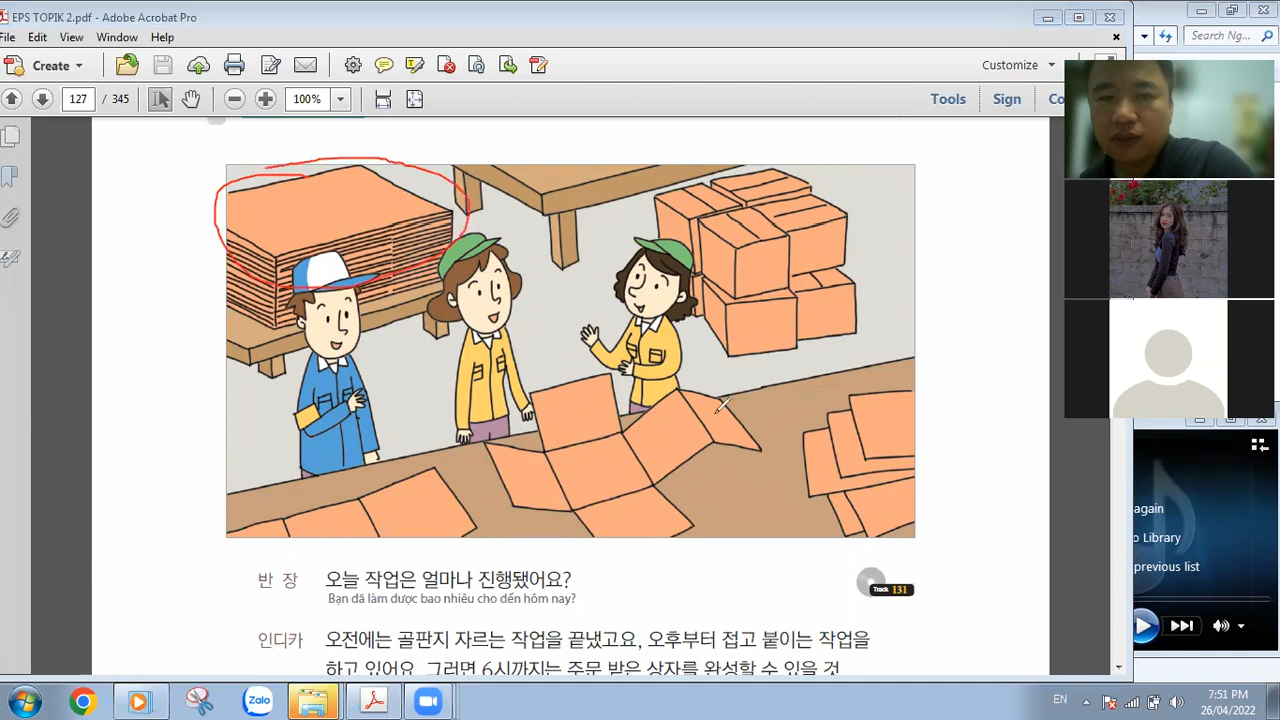 EPS TOPIK 2.pdf - Adobe Acrobat Pro
File Edit View Window Help
Create
Customize
Search Ng...
127 / 345
100%
Tools Sign Co
반 장 오늘 작업은 얼마나 진행됐어요?
Bạn đã làm được bao nhiêu cho đến hôm nay?
Track 131
인디카 오전에는 골판지 자르는 작업을 끝냈고요, 오후부터 접고 붙이는 작업을
하고 있어요. 그러면 6시까지는 주문 받은 상자를 완성할 수 있을 것
again
o Library
previous list
Zalo
EN
7:51 PM
26/04/2022